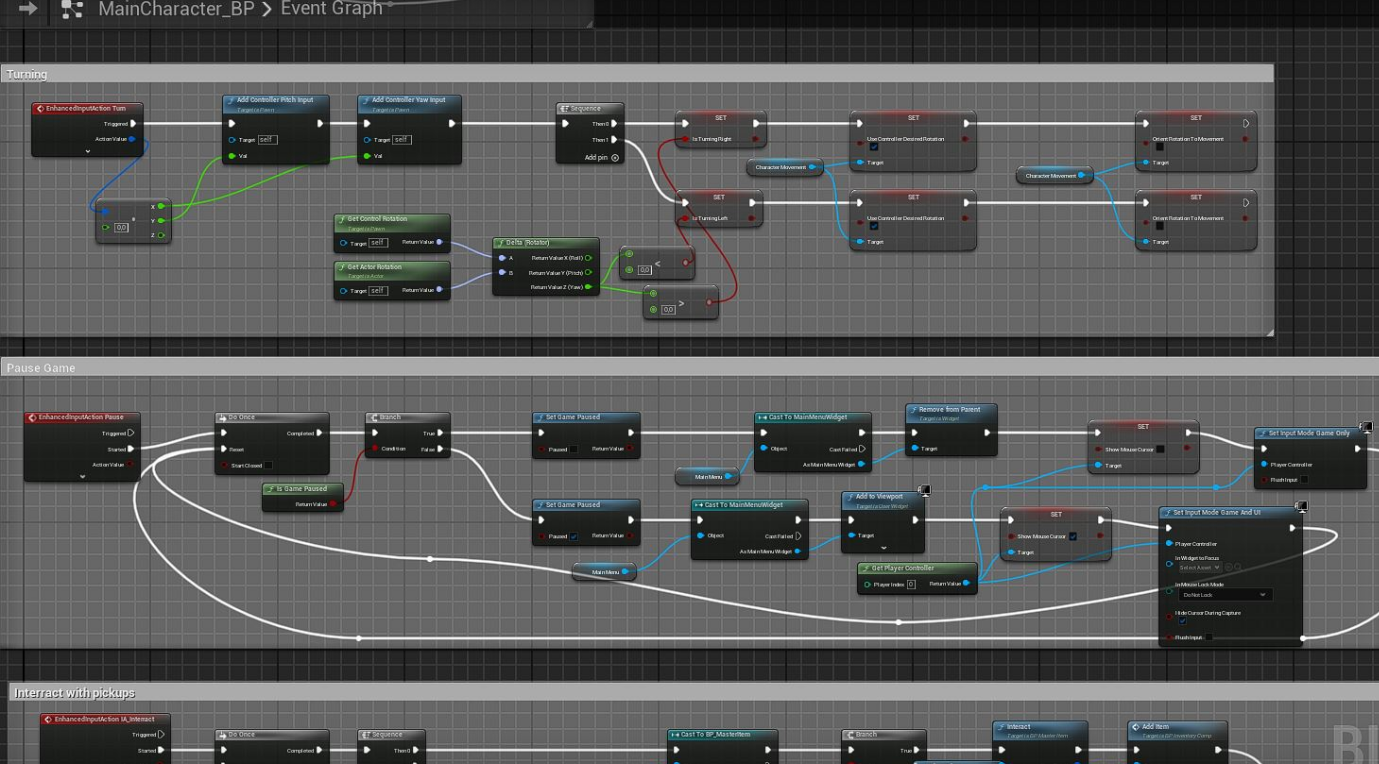 MainCharacter_BP > Event Graph
Turning
EnhancedInputAction Turn
Triggered
Action Value
Add Controller Pitch Input
Target is Pawn
Target self
Val
Add Controller Yaw Input
Target is Pawn
Target self
Val
Sequence
Then 0
Then 1
Add pin
SET
Is Turning Right
SET
Is Turning Left
Character Movement
SET
Use Controller Desired Rotation
Target
SET
Use Controller Desired Rotation
Target
Character Movement
SET
Orient Rotation To Movement
Target
SET
Orient Rotation To Movement
Target
0,0
X
Y
Z
Get Control Rotation
Target is Pawn
Target self
Return Value
Get Actor Rotation
Target is Actor
Target self
Return Value
Delta (Rotator)
A
B
Return Value X (Roll)
Return Value Y (Pitch)
Return Value Z (Yaw)
0,0 <
0,0 >
Pause Game
EnhancedInputAction Pause
Triggered
Started
Action Value
Do Once
Completed
Reset
Start Closed
Is Game Paused
Return Value
Branch
True
Condition
False
Set Game Paused
Paused
Return Value
Set Game Paused
Paused
Return Value
Main Menu
Cast To MainMenuWidget
Object
Cast Failed
As Main Menu Widget
Remove from Parent
Target is Widget
Target
SET
Show Mouse Cursor
Target
Set Input Mode Game Only
Player Controller
Flush Input
Main Menu
Cast To MainMenuWidget
Object
Cast Failed
As Main Menu Widget
Add to Viewport
Target is User Widget
Target
Get Player Controller
Player Index 0
Return Value
SET
Show Mouse Cursor
Target
Set Input Mode Game And UI
Player Controller
In Widget to Focus
Select Asset
In Mouse Lock Mode
Do Not Lock
Hide Cursor During Capture
Flush Input
Interract with pickups
EnhancedInputAction IA_Interact
Triggered
Started
Do Once
Completed
Sequence
Then 0
Cast To BP_MasterItem
Branch
True
Interact
Target is BP Master Item
Add Item
Target is BP Inventory Comp